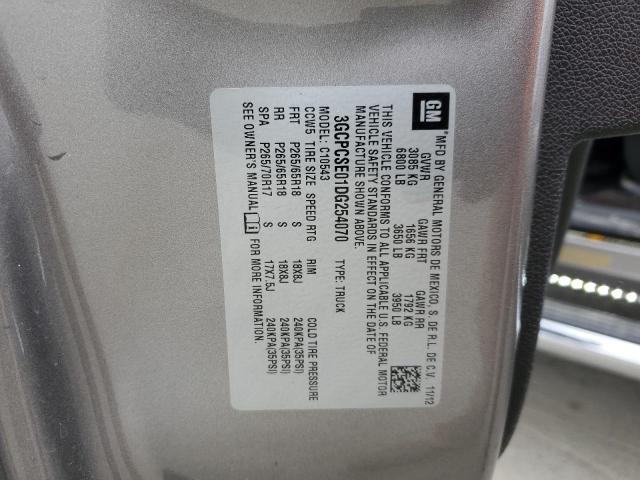 GM
*MFD BY GENERAL MOTORS DE MEXICO, S. DE R.L. DE C.V. 11/12
GVWR GAWR FRT GAWR RR
3085 KG 1656 KG 1792 KG
6800 LB 3650 LB 3950 LB
THIS VEHICLE CONFORMS TO ALL APPLICABLE U.S. FEDERAL MOTOR
VEHICLE SAFETY STANDARDS IN EFFECT ON THE DATE OF
MANUFACTURE SHOWN ABOVE.
3GCPCSE01DG254070 TYPE: TRUCK
MODEL: C10543
CCW5 TIRE SIZE SPEED RTG RIM COLD TIRE PRESSURE
FRT P265/65R18 S 18X8J 240KPA(35PSI)
RR P265/65R18 S 18X8J 240KPA(35PSI)
SPA P265/70R17 S 17X7.5J 240KPA(35PSI)
SEE OWNER'S MANUAL FOR MORE INFORMATION.